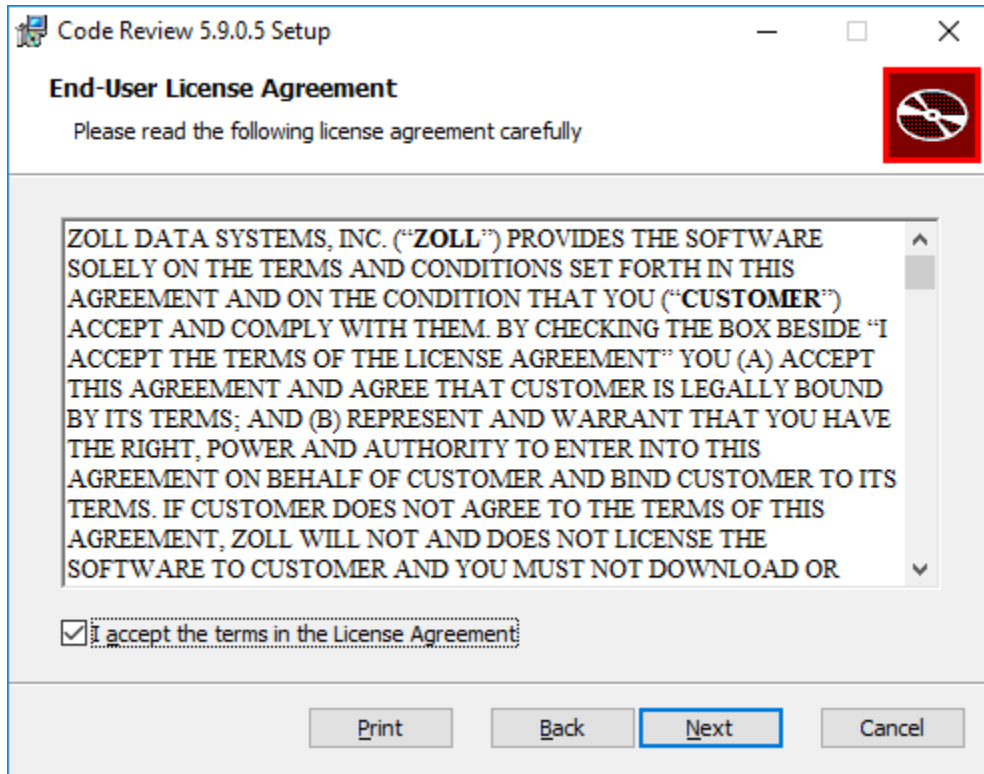 Code Review 5.9.0.5 Setup
End-User License Agreement
Please read the following license agreement carefully
ZOLL DATA SYSTEMS, INC. (“ZOLL”) PROVIDES THE SOFTWARE
SOLELY ON THE TERMS AND CONDITIONS SET FORTH IN THIS
AGREEMENT AND ON THE CONDITION THAT YOU (“CUSTOMER”)
ACCEPT AND COMPLY WITH THEM. BY CHECKING THE BOX BESIDE “I
ACCEPT THE TERMS OF THE LICENSE AGREEMENT” YOU (A) ACCEPT
THIS AGREEMENT AND AGREE THAT CUSTOMER IS LEGALLY BOUND
BY ITS TERMS; AND (B) REPRESENT AND WARRANT THAT YOU HAVE
THE RIGHT, POWER AND AUTHORITY TO ENTER INTO THIS
AGREEMENT ON BEHALF OF CUSTOMER AND BIND CUSTOMER TO ITS
TERMS. IF CUSTOMER DOES NOT AGREE TO THE TERMS OF THIS
AGREEMENT, ZOLL WILL NOT AND DOES NOT LICENSE THE
SOFTWARE TO CUSTOMER AND YOU MUST NOT DOWNLOAD OR
I accept the terms in the License Agreement
Print Back Next Cancel